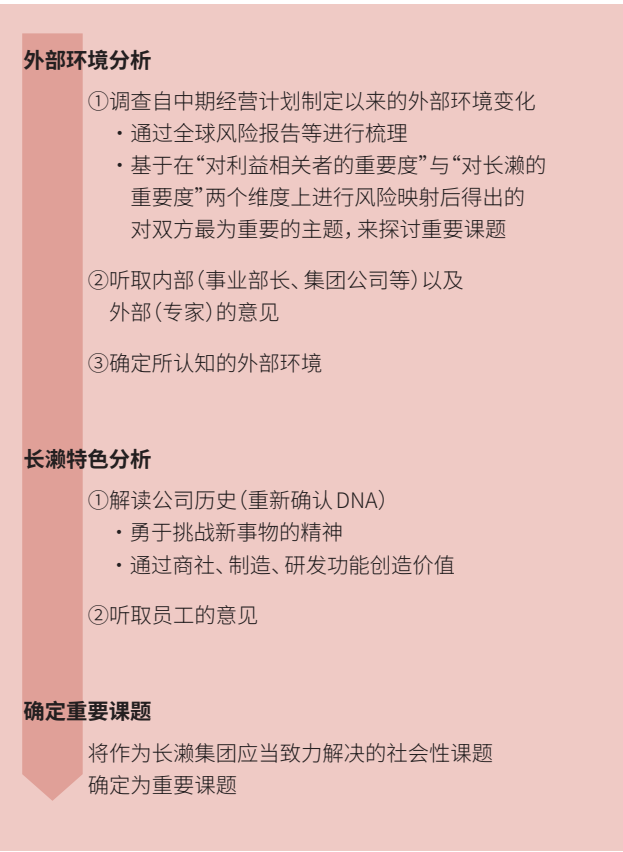 外部环境分析
①调查自中期经营计划制定以来的外部环境变化
・通过全球风险报告等进行梳理
・基于在“对利益相关者的重要度”与“对长濑的
重要度”两个维度上进行风险映射后得出的
对双方最为重要的主题，来探讨重要课题
②听取内部（事业部长、集团公司等）以及
外部（专家）的意见
③确定所认知的外部环境
长濑特色分析
①解读公司历史（重新确认DNA）
・勇于挑战新事物的精神
・通过商社、制造、研发功能创造价值
②听取员工的意见
确定重要课题
将作为长濑集团应当致力解决的社会性课题
确定为重要课题